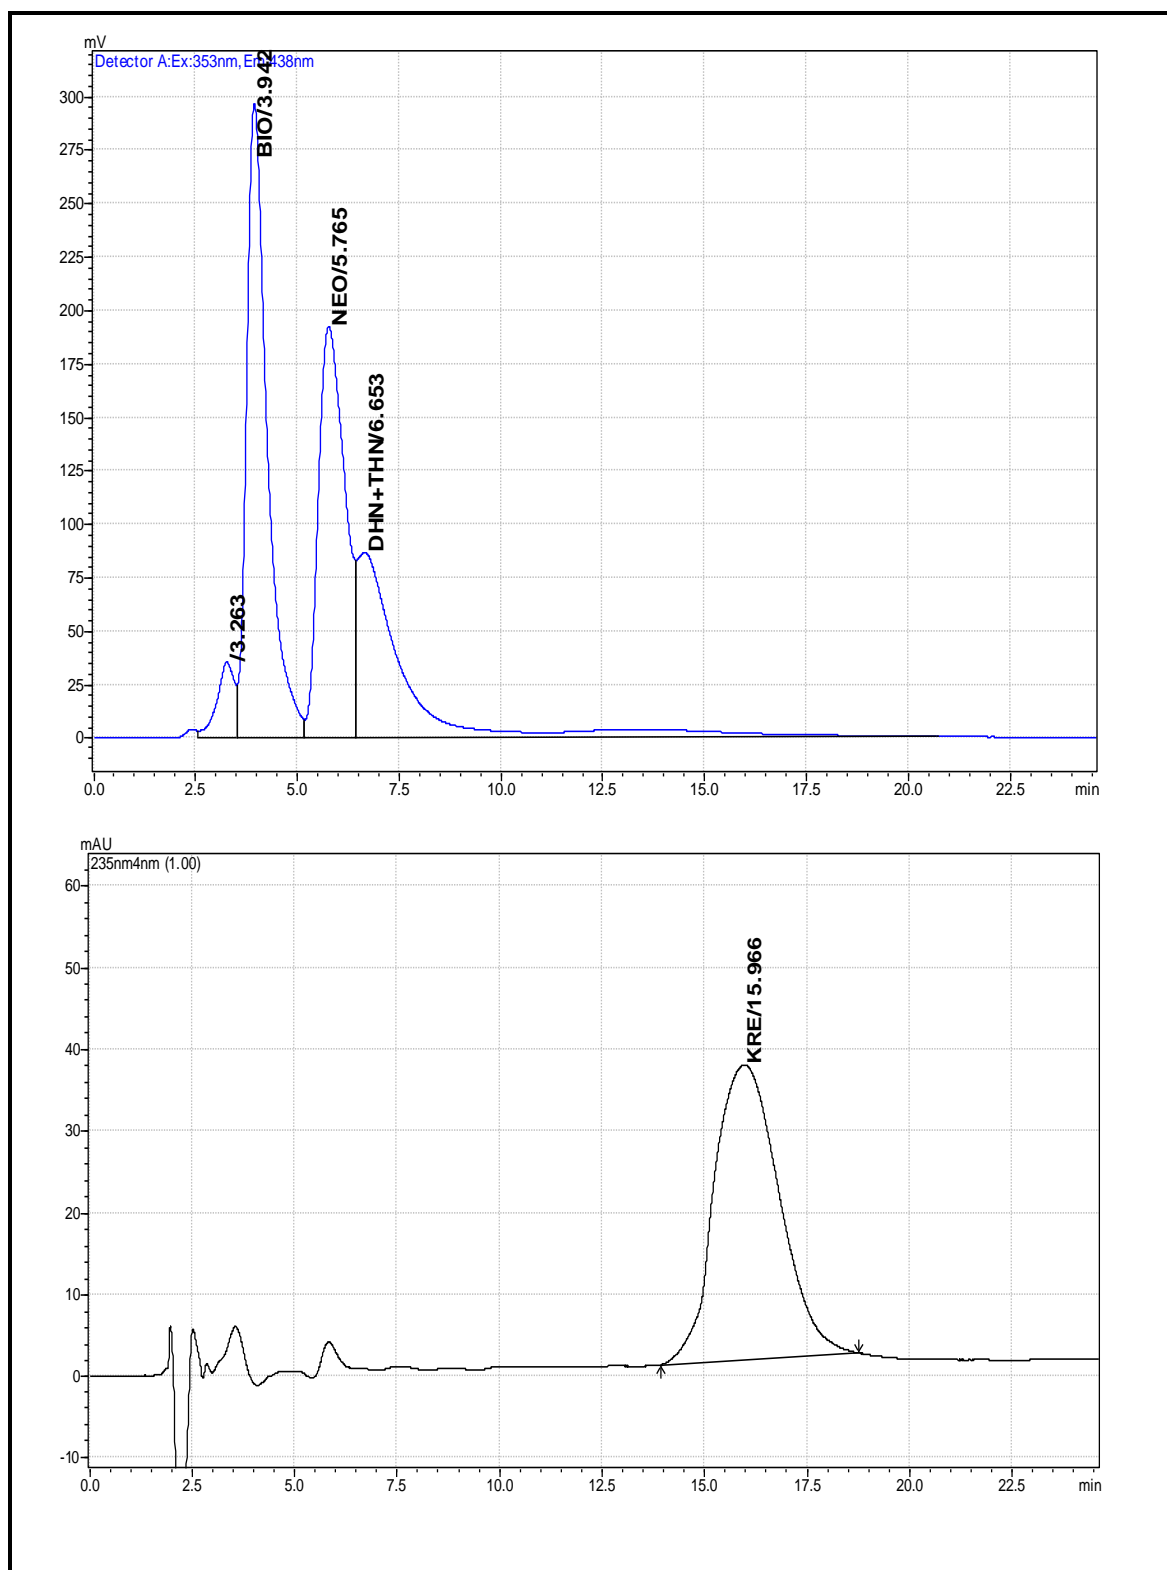 mV
Detector A:Ex:353nm,Em:438nm
BIO/3.942
NEO/5.765
DHN+THN/6.653
/3.263
300
275
250
225
200
175
150
125
100
75
50
25
0
0.0 2.5 5.0 7.5 10.0 12.5 15.0 17.5 20.0 22.5 min
mAU
235nm4nm (1.00)
KRE/15.966
60
50
40
30
20
10
0
-10
0.0 2.5 5.0 7.5 10.0 12.5 15.0 17.5 20.0 22.5 min